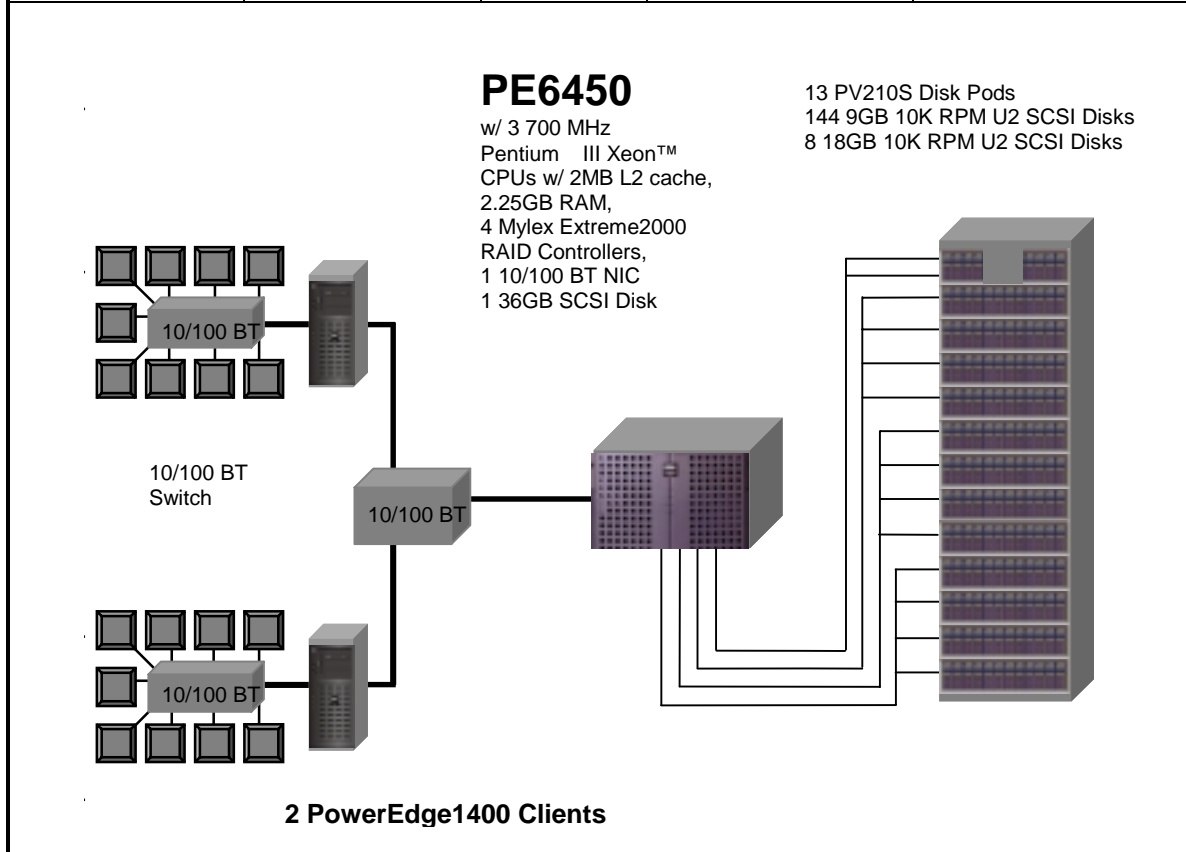 PE6450
w/ 3 700 MHz
Pentium III Xeon™
CPUs w/ 2MB L2 cache,
2.25GB RAM,
4 Mylex Extreme2000
RAID Controllers,
1 10/100 BT NIC
1 36GB SCSI Disk
13 PV210S Disk Pods
144 9GB 10K RPM U2 SCSI Disks
8 18GB 10K RPM U2 SCSI Disks
10/100 BT
10/100 BT
Switch
10/100 BT
10/100 BT
2 PowerEdge1400 Clients